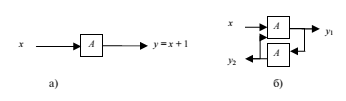 x A y = x + 1
а)
x A y1
y2 A
б)